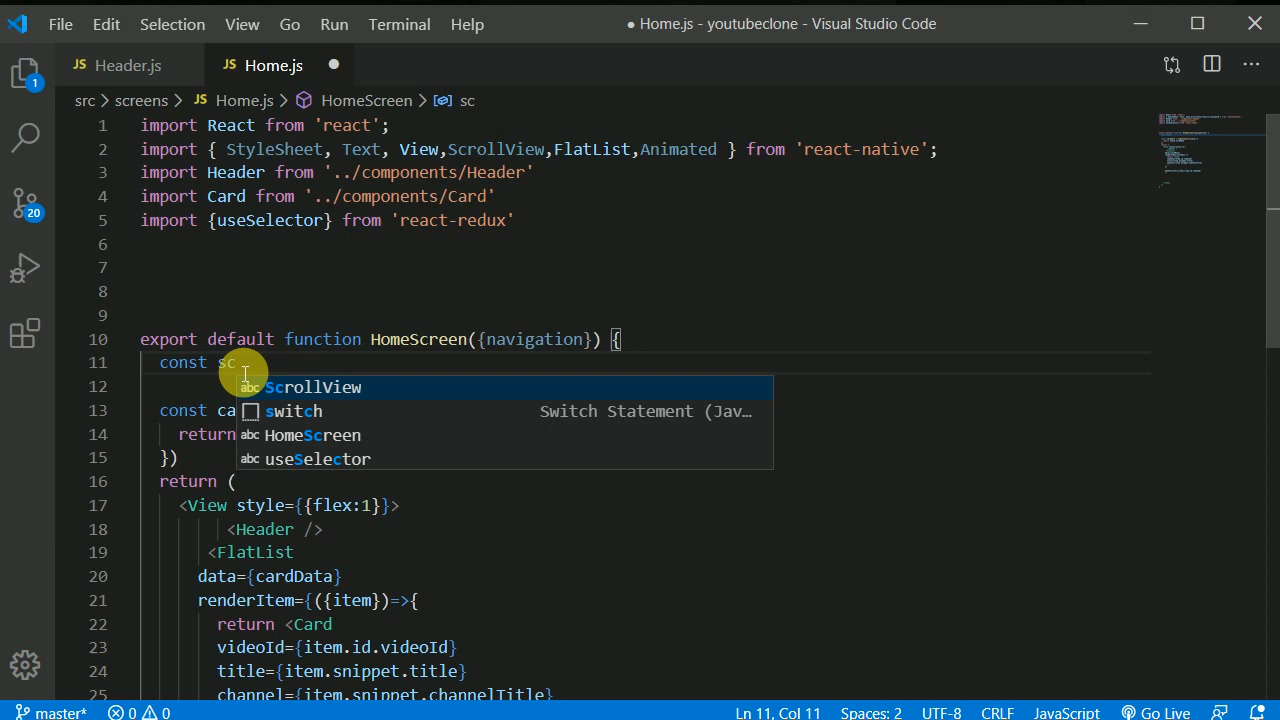 File Edit Selection View Go Run Terminal Help ● Home.js - youtubeclone - Visual Studio Code
1 JS Header.js JS Home.js
src > screens > JS Home.js > HomeScreen > sc
1 import React from 'react';
2 import { StyleSheet, Text, View,ScrollView,FlatList,Animated } from 'react-native';
3 import Header from '../components/Header'
4 import Card from '../components/Card'
5 import {useSelector} from 'react-redux'
6
7
8
9
10 export default function HomeScreen({navigation}) {
11 const sc
12 abc ScrollView
13 const ca switch Switch Statement (Jav…
14 return abc HomeScreen
15 }) abc useSelector
16 return (
17 <View style={{flex:1}}>
18 <Header />
19 <FlatList
20 data={cardData}
21 renderItem={({item})=>{
22 return <Card
23 videoId={item.id.videoId}
24 title={item.snippet.title}
25 channel={item.snippet.channelTitle}
20
master* 0 0 Ln 11, Col 11 Spaces: 2 UTF-8 CRLF JavaScript Go Live